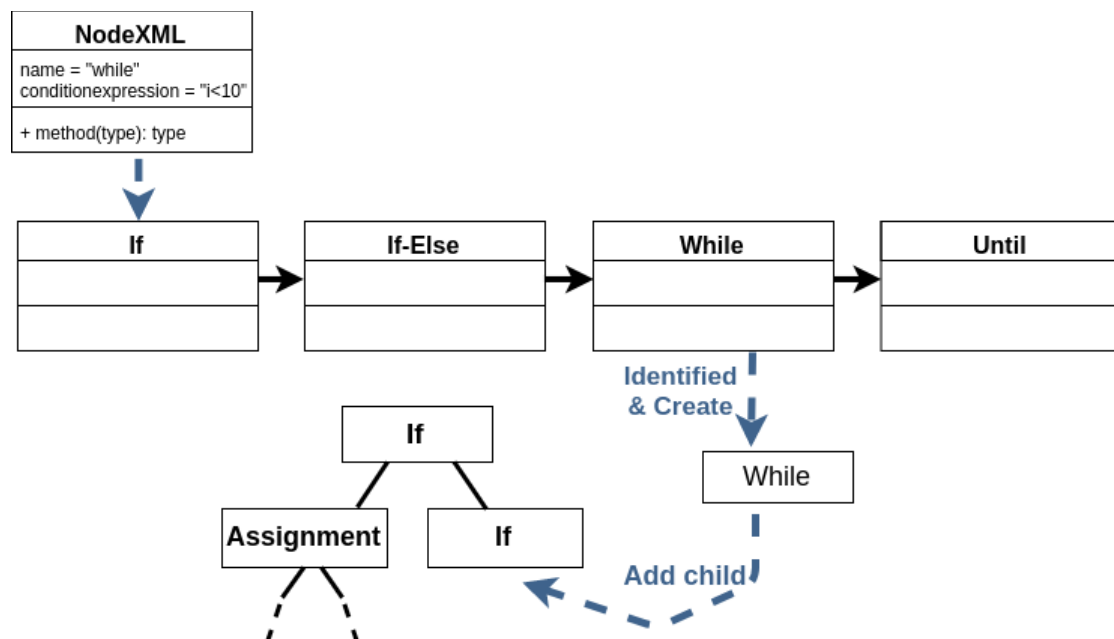 NodeXML
name = "while"
conditionexpression = "i<10"
+ method(type): type
If
If-Else
While
Until
Identified
& Create
If
While
Assignment
If
Add child